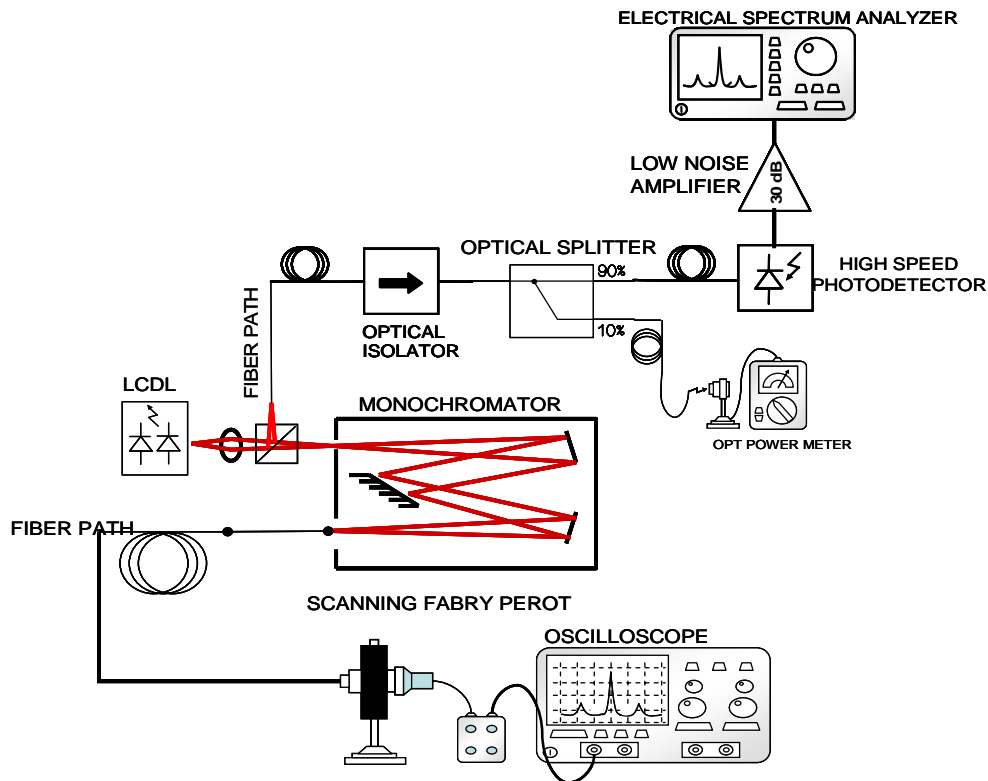 ELECTRICAL SPECTRUM ANALYZER
LOW NOISE
AMPLIFIER
30 dB
OPTICAL SPLITTER
90%
HIGH SPEED
PHOTODETECTOR
10%
OPTICAL
ISOLATOR
FIBER PATH
LCDL
MONOCHROMATOR
OPT POWER METER
FIBER PATH
SCANNING FABRY PEROT
OSCILLOSCOPE